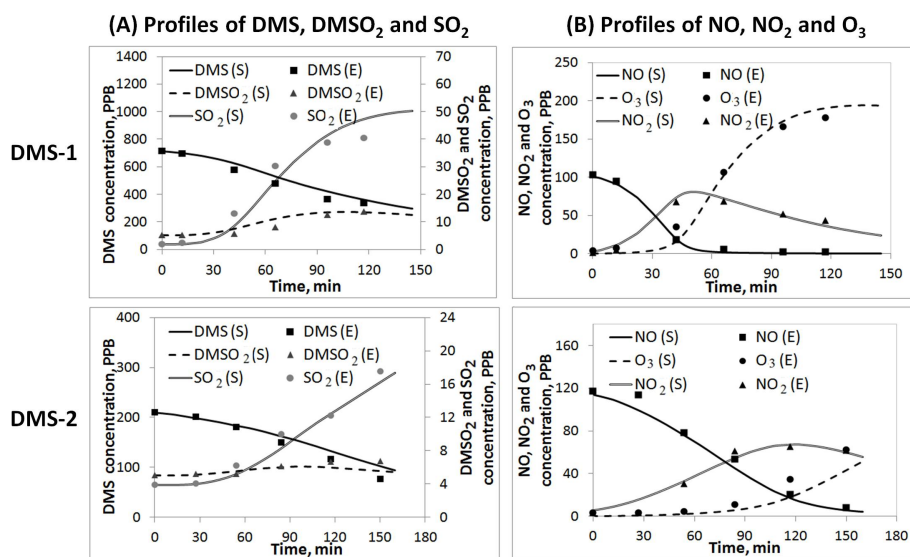 (A) Profiles of DMS, DMSO2 and SO2
(B) Profiles of NO, NO2 and O3
DMS-1
DMS concentration, PPB
1400
1200
1000
800
600
400
200
0
DMS (S)
DMS (E)
DMSO2 (S)
DMSO2 (E)
SO2 (S)
SO2 (E)
70
60
50
40
30
20
10
0
DMSO2 and SO2
concentration, PPB
0 30 60 90 120 150
Time, min
NO, NO2 and O3
concentration, PPB
250
200
150
100
50
0
NO (S)
NO (E)
O3 (S)
O3 (E)
NO2 (S)
NO2 (E)
0 30 60 90 120 150
Time, min
DMS-2
DMS concentration, PPB
400
300
200
100
0
DMS (S)
DMS (E)
DMSO2 (S)
DMSO2 (E)
SO2 (S)
SO2 (E)
24
20
16
12
8
4
0
DMSO2 and SO2
concentration, PPB
0 30 60 90 120 150 180
Time, min
NO, NO2 and O3
concentration, PPB
160
120
80
40
0
NO (S)
NO (E)
O3 (S)
O3 (E)
NO2 (S)
NO2 (E)
0 30 60 90 120 150 180
Time, min